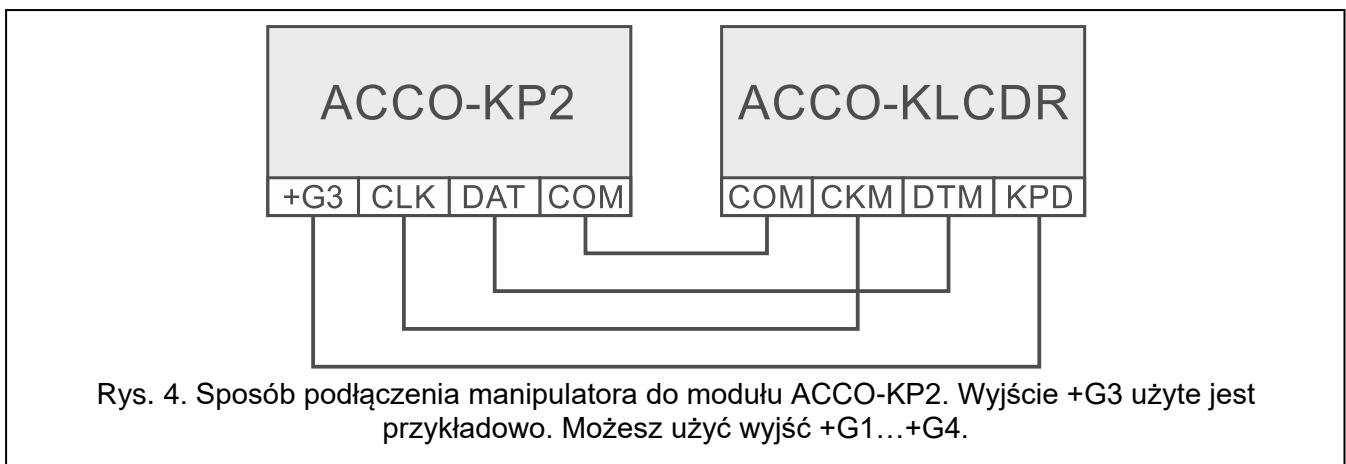 ACCO-KP2
ACCO-KLCDR
+G3 CLK DAT COM
COM CKM DTM KPD
Rys. 4. Sposób podłączenia manipulatora do modułu ACCO-KP2. Wyjście +G3 użyte jest
przykładowo. Możesz użyć wyjść +G1…+G4.